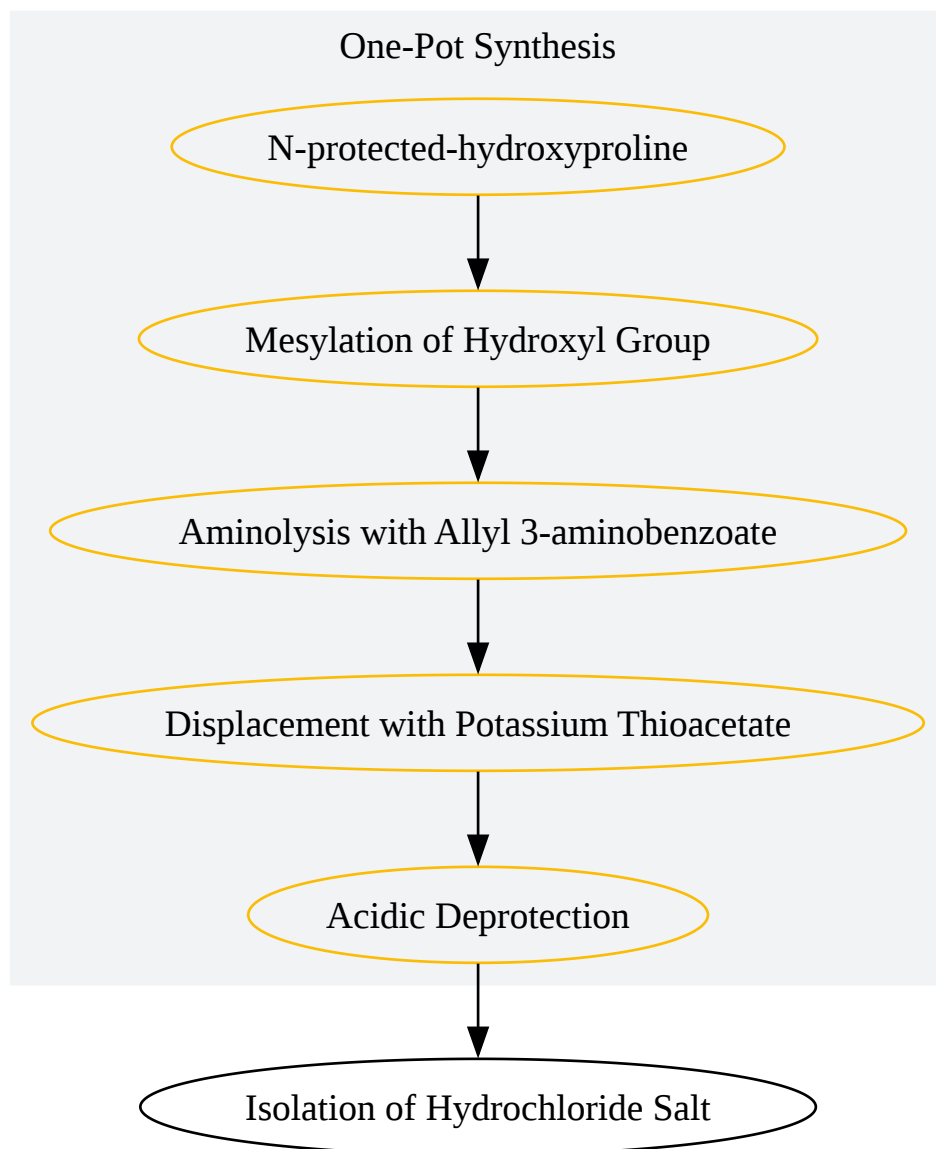 One-Pot Synthesis
N-protected-hydroxyproline
Mesylation of Hydroxyl Group
Aminolysis with Allyl 3-aminobenzoate
Displacement with Potassium Thioacetate
Acidic Deprotection
Isolation of Hydrochloride Salt